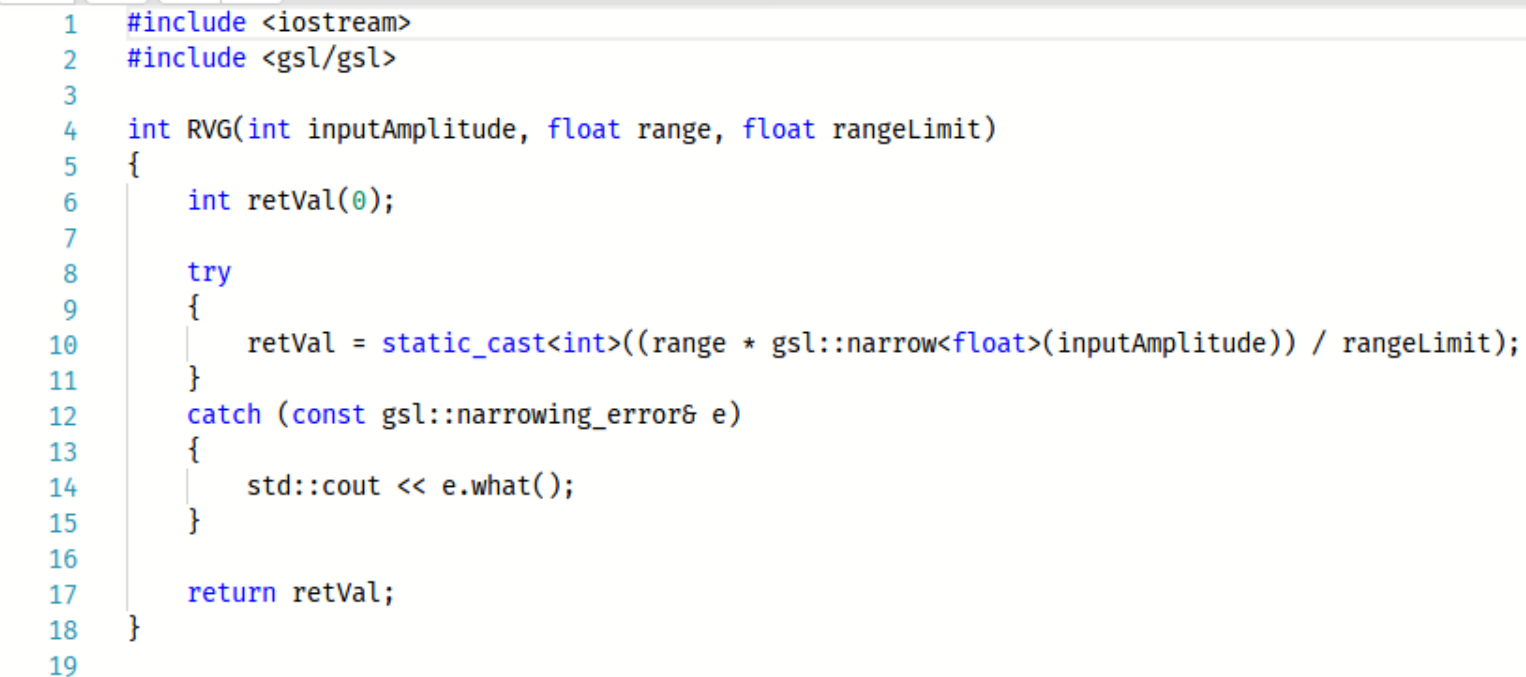 1 #include <iostream>
2 #include <gsl/gsl>
3
4 int RVG(int inputAmplitude, float range, float rangeLimit)
5 {
6     int retVal(0);
7
8     try
9     {
10         retVal = static_cast<int>((range * gsl::narrow<float>(inputAmplitude)) / rangeLimit);
11     }
12     catch (const gsl::narrowing_error& e)
13     {
14         std::cout << e.what();
15     }
16
17     return retVal;
18 }
19